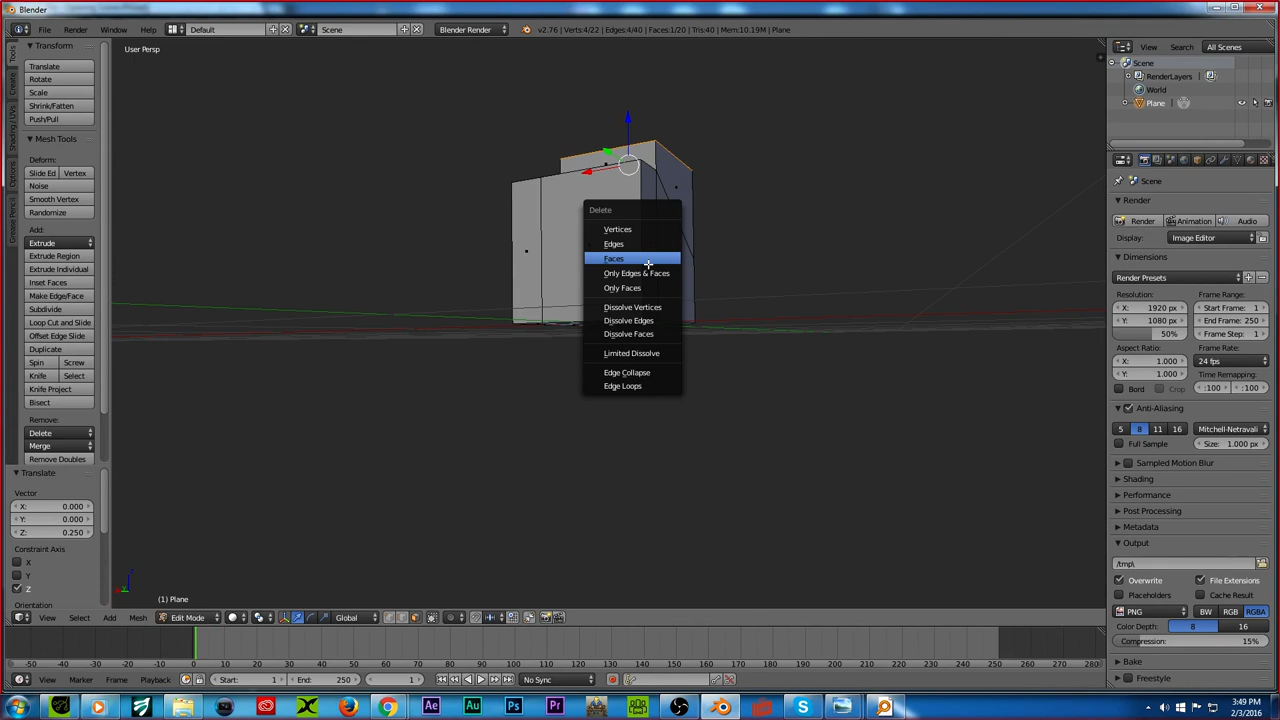 Blender
File Render Window Help Default Scene Blender Render v2.76 | Verts:4/22 | Edges:4/40 | Faces:1/20 | Tris:40 | Mem:10.19M | Plane
Tools
Create
Shading / UVs
Options
Grease Pencil
Transform
Translate
Rotate
Scale
Shrink/Fatten
Push/Pull
Mesh Tools
Deform:
Slide Ed Vertex
Noise
Smooth Vertex
Randomize
Add:
Extrude
Extrude Region
Extrude Individual
Inset Faces
Make Edge/Face
Subdivide
Loop Cut and Slide
Offset Edge Slide
Duplicate
Spin Screw
Knife Select
Knife Project
Bisect
Remove:
Delete
Merge
Remove Doubles
Translate
Vector
X: 0.000
Y: 0.000
Z: 0.250
Constraint Axis
X
Y
Z
Orientation
User Persp
Delete
Vertices
Edges
Faces
Only Edges & Faces
Only Faces
Dissolve Vertices
Dissolve Edges
Dissolve Faces
Limited Dissolve
Edge Collapse
Edge Loops
(1) Plane
View Select Add Mesh Edit Mode Global
View Search All Scenes
Scene
RenderLayers
World
Plane
Scene
Render
Render Animation Audio
Display: Image Editor
Dimensions
Render Presets
Resolution: Frame Range:
X: 1920 px Start Frame: 1
Y: 1080 px End Frame: 250
50% Frame Step: 1
Aspect Ratio: Frame Rate:
X: 1.000 24 fps
Y: 1.000 Time Remapping:
Bord Crop :100 :100
Anti-Aliasing
5 8 11 16 Mitchell-Netravali
Full Sample Size: 1.000 px
Sampled Motion Blur
Shading
Performance
Post Processing
Metadata
Output
/tmp\
Overwrite File Extensions
Placeholders Cache Result
PNG BW RGB RGBA
Color Depth: 8 16
Compression: 15%
Bake
Freestyle
-50 -40 -30 -20 -10 0 10 20 30 40 50 60 70 80 90 100 110 120 130 140 150 160 170 180 190 200 210 220 230 240 250 260 270 280
View Marker Frame Playback Start: 1 End: 250 1 No Sync
Ae Au Ps Pr S
3:49 PM
2/3/2016